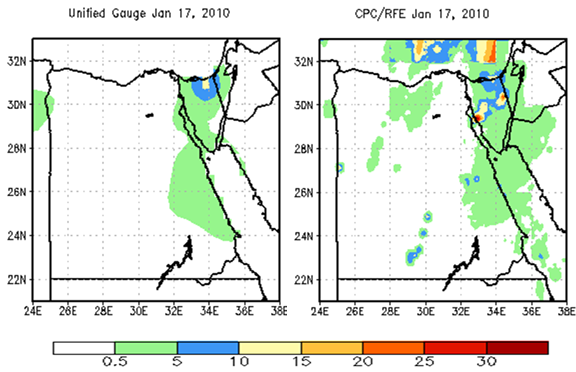 Unified Gauge Jan 17, 2010
CPC/RFE Jan 17, 2010
32N
30N
28N
26N
24N
22N
24E 26E 28E 30E 32E 34E 36E 38E
32N
30N
28N
26N
24N
22N
24E 26E 28E 30E 32E 34E 36E 38E
0.5 5 10 15 20 25 30